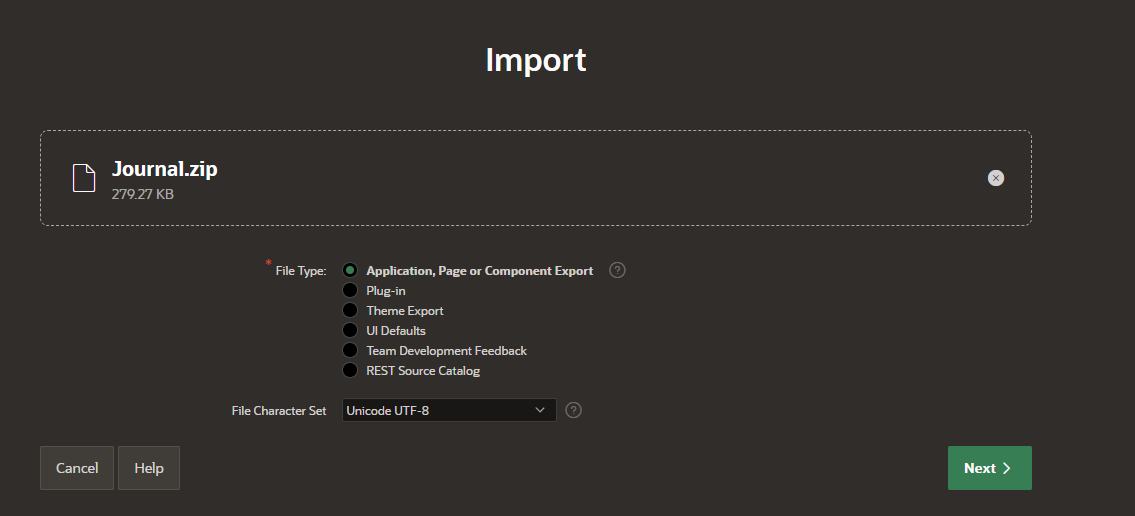 Import
Journal.zip
279.27 KB
* File Type:
Application, Page or Component Export ?
Plug-in
Theme Export
UI Defaults
Team Development Feedback
REST Source Catalog
File Character Set Unicode UTF-8 ?
Cancel Help Next